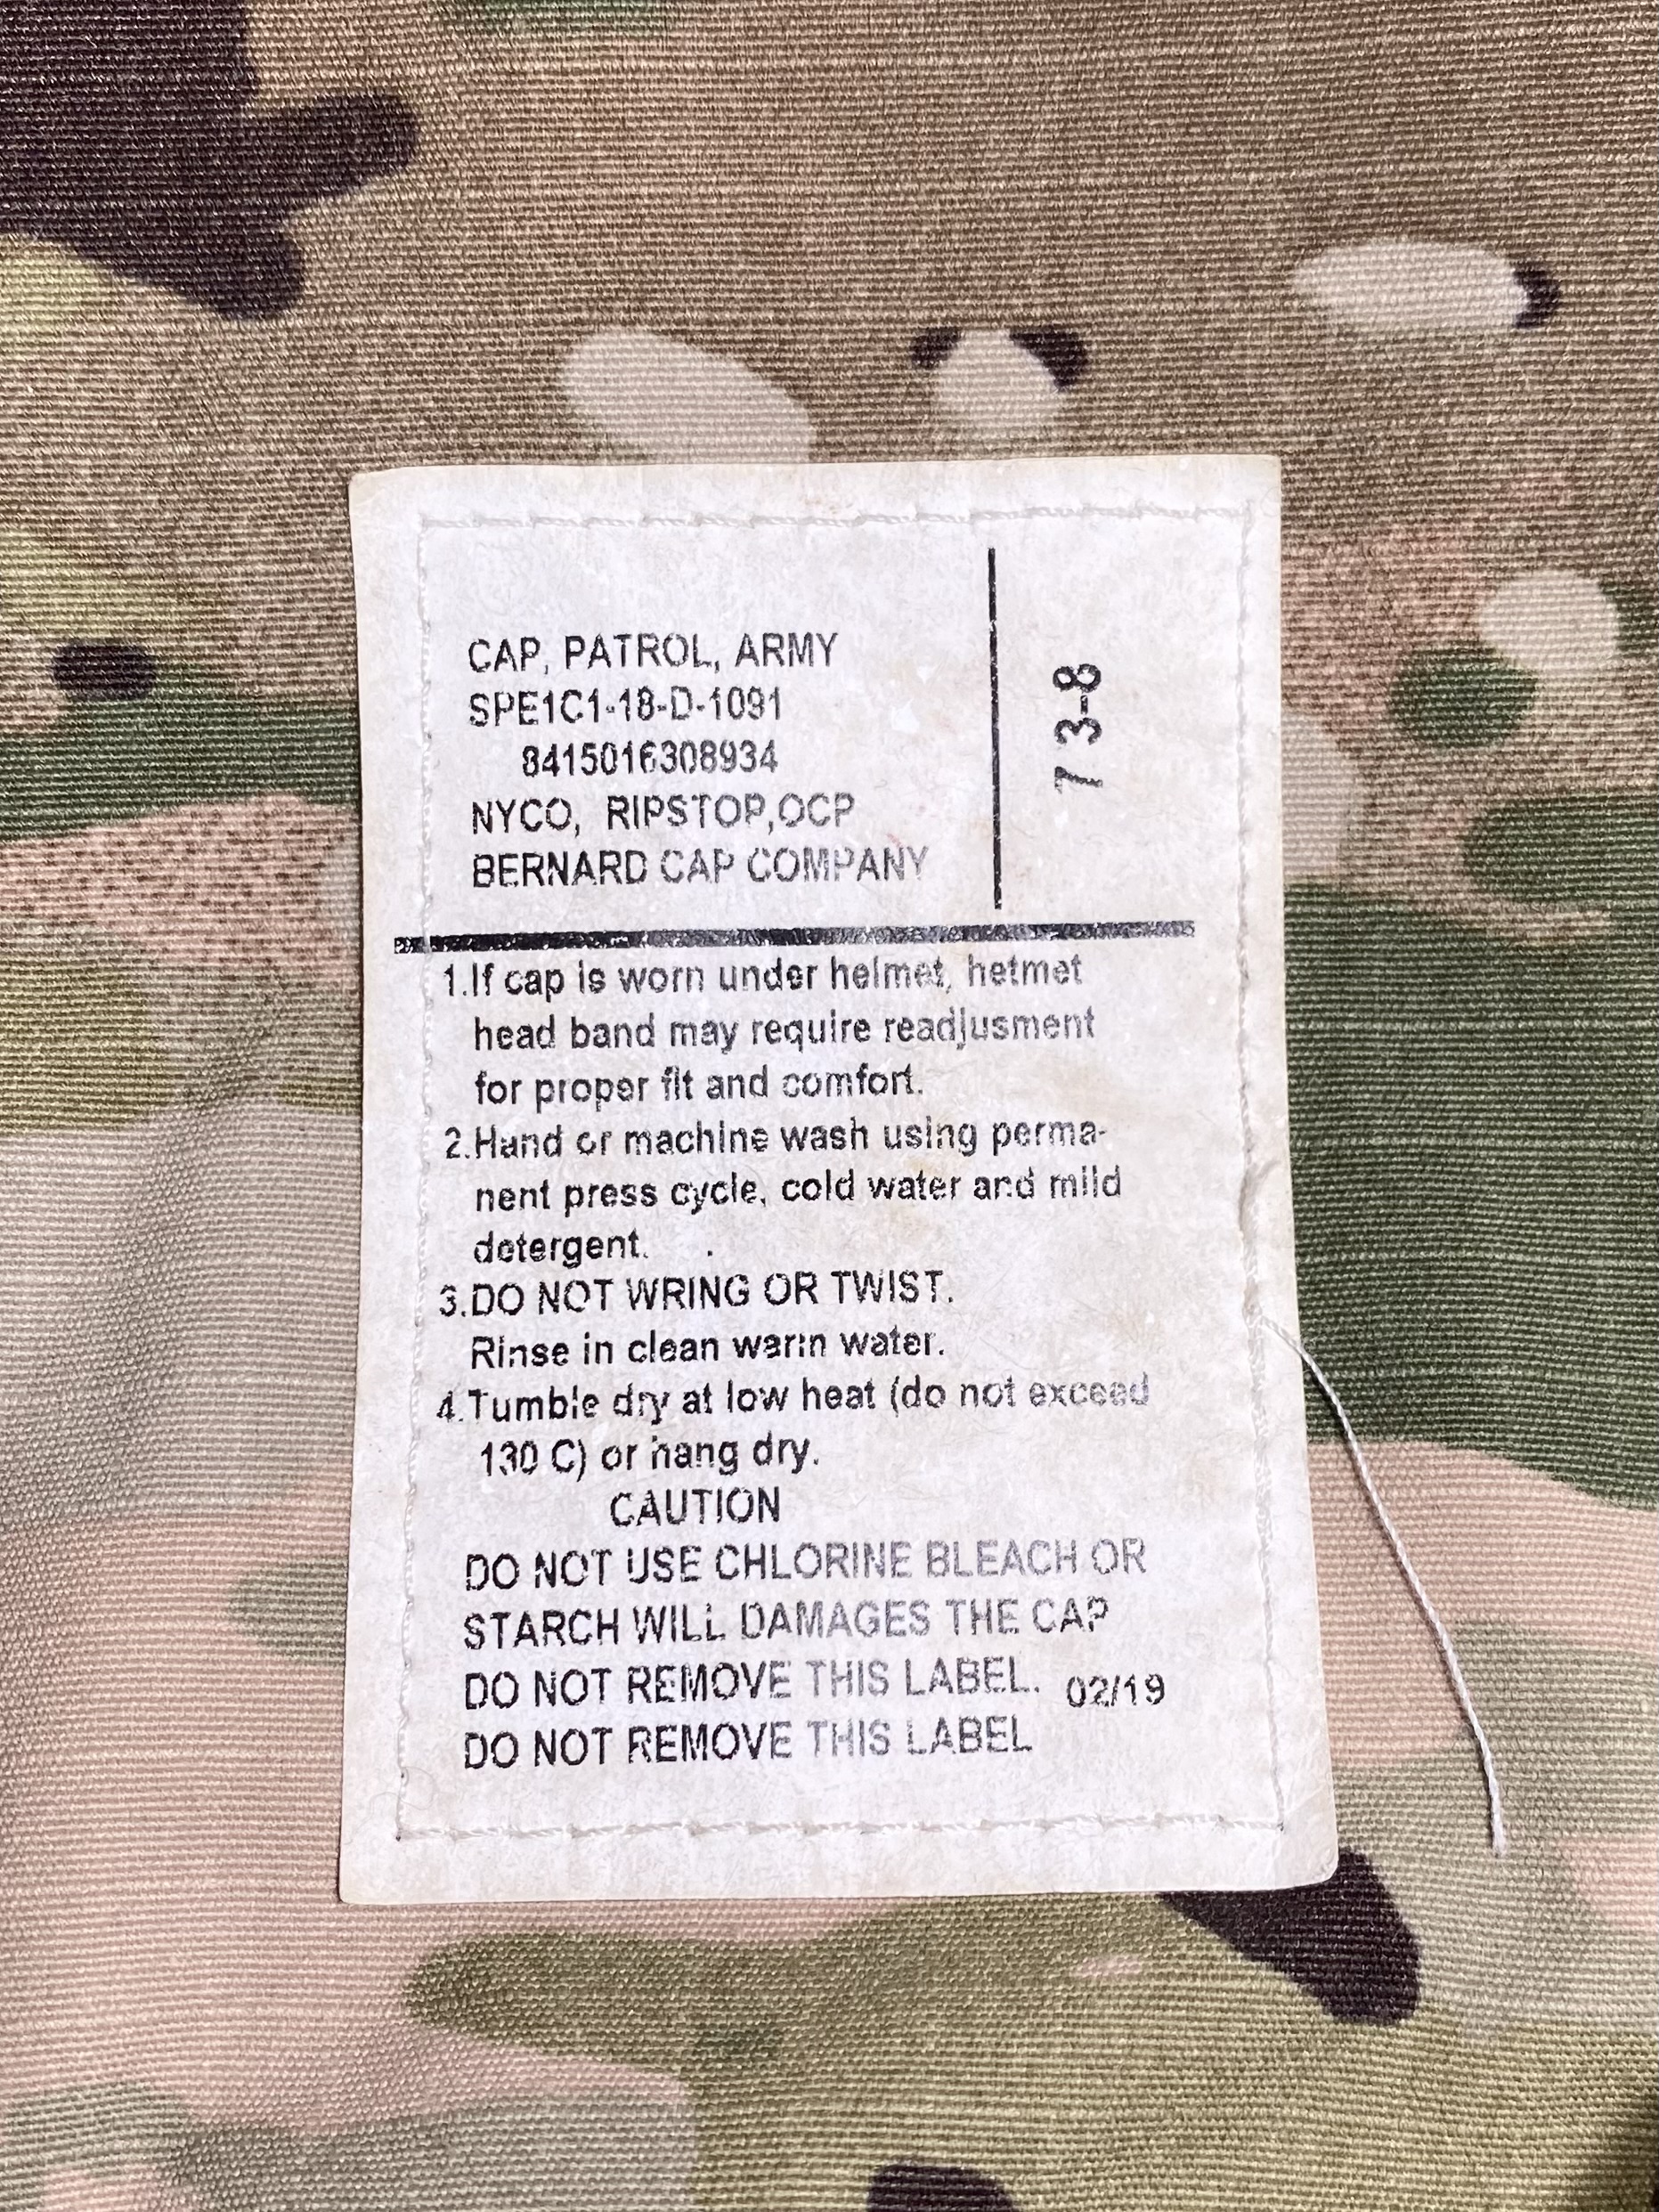 CAP, PATROL, ARMY
SPE1C1-18-D-1091
8415016308934
NYCO, RIPSTOP,OCP
BERNARD CAP COMPANY
7 3-8
1.If cap is worn under helmet, hetmet
head band may require readjusment
for proper fit and comfort.
2.Hand or machine wash using perma-
nent press cycle, cold water and mild
detergent. .
3.DO NOT WRING OR TWIST.
Rinse in clean warm water.
4.Tumble dry at low heat (do not exceed
130 C) or hang dry.
CAUTION
DO NOT USE CHLORINE BLEACH OR
STARCH WILL DAMAGES THE CAP
DO NOT REMOVE THIS LABEL. 02/19
DO NOT REMOVE THIS LABEL